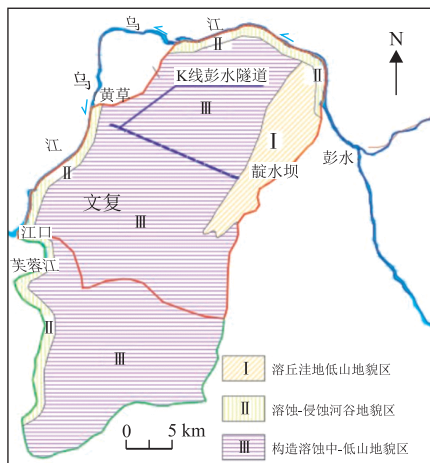 乌
江
Ⅱ
N
乌
K线彭水隧道
Ⅱ
黄草
Ⅲ
Ⅰ
江
靛水坝
彭水
Ⅱ
文复
Ⅲ
江口
芙蓉江
Ⅱ
Ⅲ
Ⅰ 溶丘洼地低山地貌区
Ⅱ 溶蚀-侵蚀河谷地貌区
Ⅲ 构造溶蚀中-低山地貌区
0 5 km